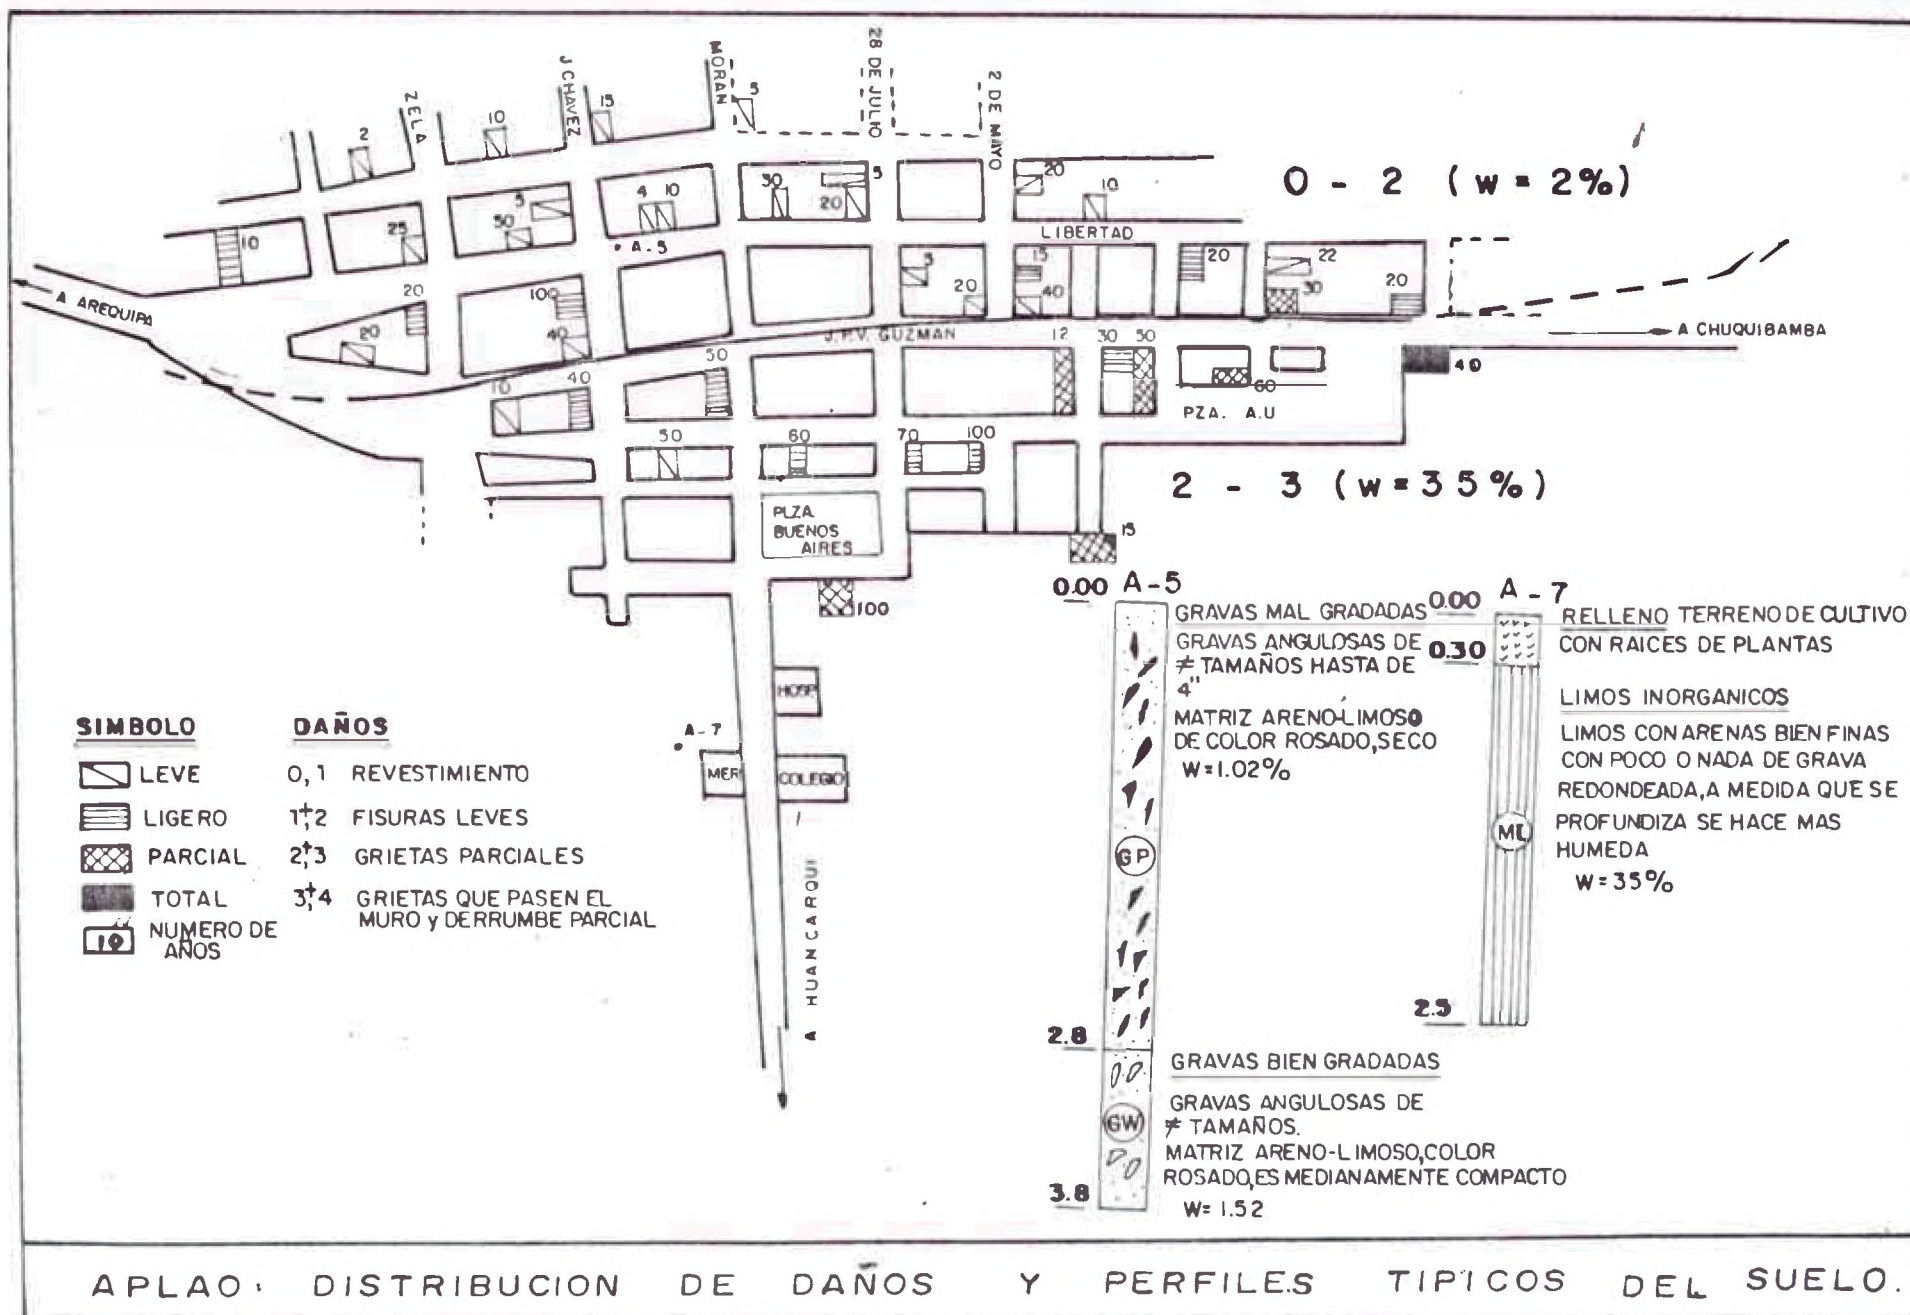 28 DE JULIO
MORAN
2 DE MAYO
J.CHAVEZ
ZELA
5
15
10
2
0 - 2 (w = 2%)
20
5
30
20
10
4 10
5
50
25
10
LIBERTAD
A-5
15
3
20
22
20
100
20
40
30
20
A AREQUIPA
20
40
J.P.V. GUZMAN
A CHUQUIBAMBA
12
30
50
50
40
10
40
60
PZA. A.U
50
60
70
100
2 - 3 (w = 35%)
PLZA.
BUENOS
AIRES
15
100
HOSP.
A-7
MER
COLEGIO
A HUANCARQUI
SIMBOLO DAÑOS
LEVE 0,1 REVESTIMIENTO
LIGERO 1+,2 FISURAS LEVES
PARCIAL 2+,3 GRIETAS PARCIALES
TOTAL 3+,4 GRIETAS QUE PASEN EL
MURO y DERRUMBE PARCIAL
10 NUMERO DE
AÑOS
0.00 A-5
GRAVAS MAL GRADADAS
GRAVAS ANGULOSAS DE
≠ TAMAÑOS HASTA DE
4"
MATRIZ ARENO-LIMOSO
DE COLOR ROSADO, SECO
W=1.02%
GP
2.8
GRAVAS BIEN GRADADAS
GRAVAS ANGULOSAS DE
≠ TAMAÑOS.
GW
MATRIZ ARENO-LIMOSO, COLOR
ROSADO, ES MEDIANAMENTE COMPACTO
3.8
W= 1.52
0.00 A-7
RELLENO TERRENO DE CULTIVO
CON RAICES DE PLANTAS
0.30
LIMOS INORGANICOS
LIMOS CON ARENAS BIEN FINAS
CON POCO O NADA DE GRAVA
REDONDEADA, A MEDIDA QUE SE
PROFUNDIZA SE HACE MAS
HUMEDA
W=35%
ML
2.5
APLAO: DISTRIBUCION DE DAÑOS Y PERFILES TIPICOS DEL SUELO.